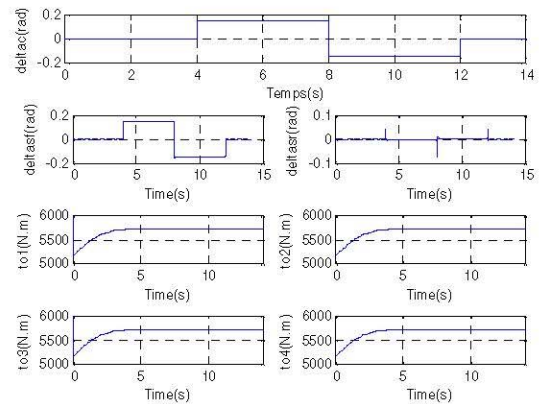 deltac(rad)
0.2
0
-0.2
0 2 4 6 8 10 12 14
Temps(s)
deltasf(rad)
0.2
0
-0.2
0 5 10 15
Time(s)
deltasr(rad)
0.1
0
-0.1
0 5 10 15
Time(s)
to1(N.m)
6000
5500
5000
0 5 10
Time(s)
to2(N.m)
6000
5500
5000
0 5 10
Time(s)
to3(N.m)
6000
5500
5000
0 5 10
Time(s)
to4(N.m)
6000
5500
5000
0 5 10
Time(s)